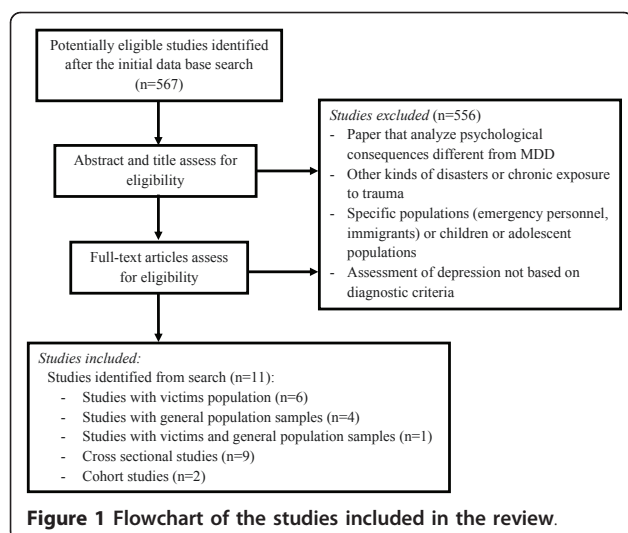 Potentially eligible studies identified
after the initial data base search
(n=567)
Abstract and title assess for
eligibility
Full-text articles assess
for eligibility
Studies excluded (n=556)
- Paper that analyze psychological
consequences different from MDD
- Other kinds of disasters or chronic exposure
to trauma
- Specific populations (emergency personnel,
immigrants) or children or adolescent
populations
- Assessment of depression not based on
diagnostic criteria
Studies included:
Studies identified from search (n=11):
- Studies with victims population (n=6)
- Studies with general population samples (n=4)
- Studies with victims and general population samples (n=1)
- Cross sectional studies (n=9)
- Cohort studies (n=2)
Figure 1 Flowchart of the studies included in the review.